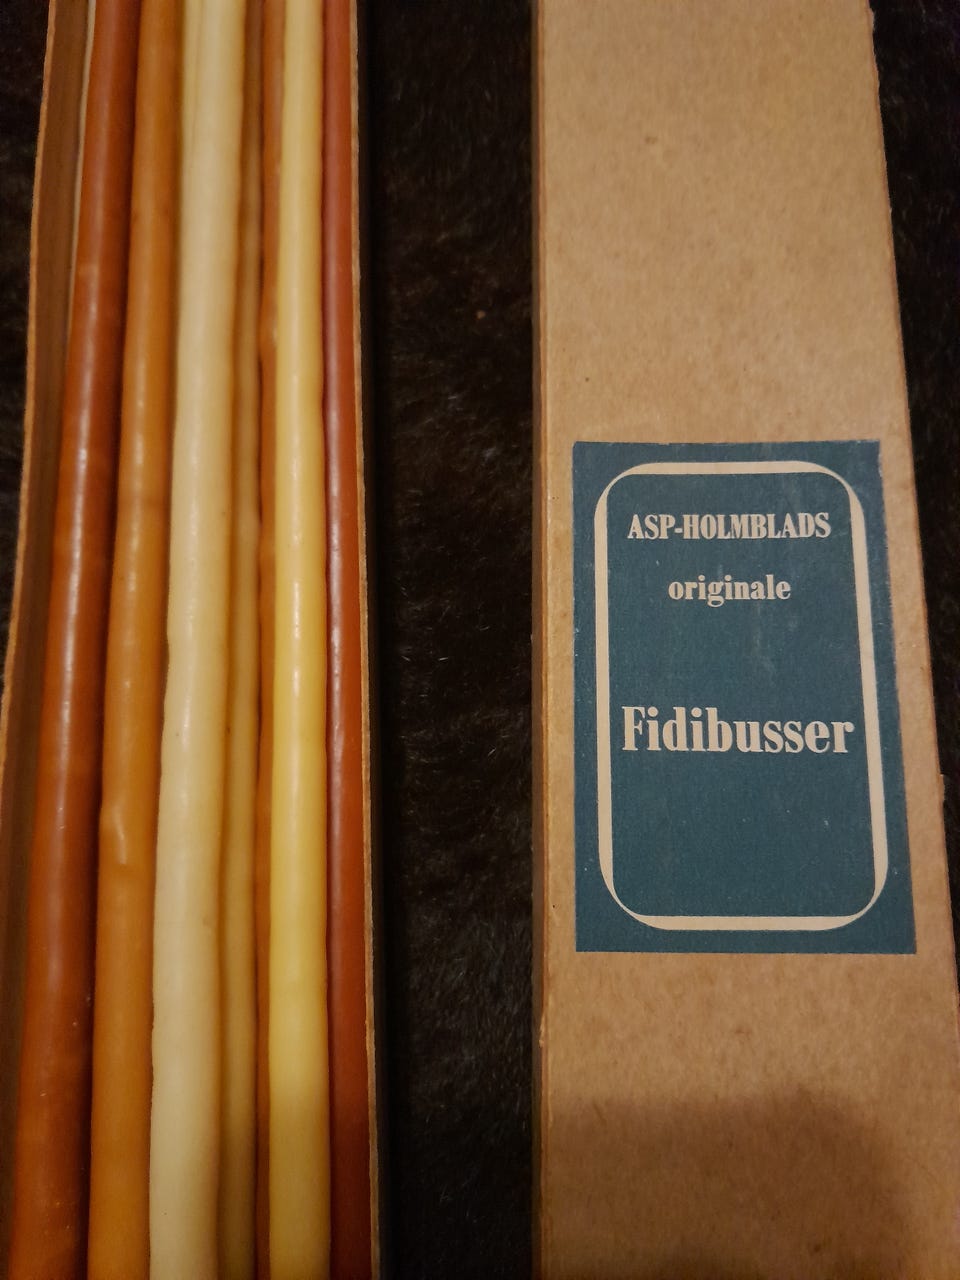 ASP-HOLMBLADS
originale
Fidibusser